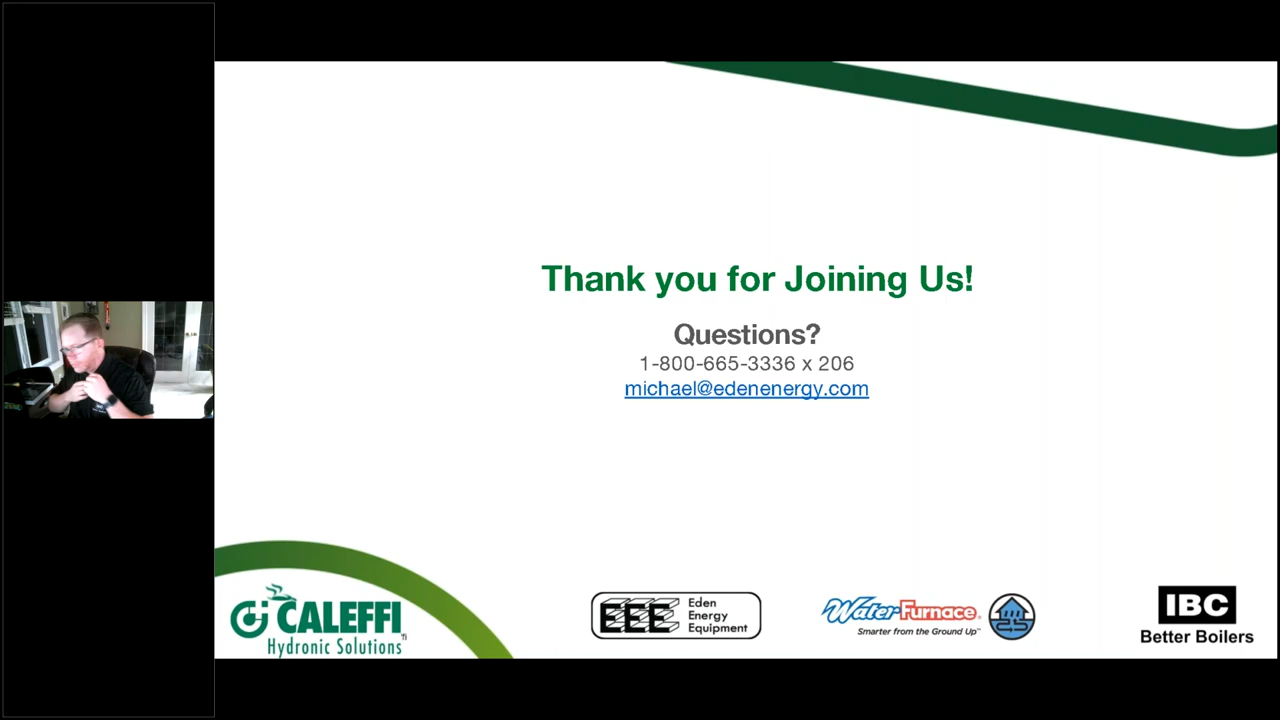 Thank you for Joining Us!
Questions?
1-800-665-3336 x 206
michael@edenenergy.com
CALEFFI
Hydronic Solutions
EEE
Eden
Energy
Equipment
WaterFurnace
Smarter from the Ground Up™
IBC
Better Boilers